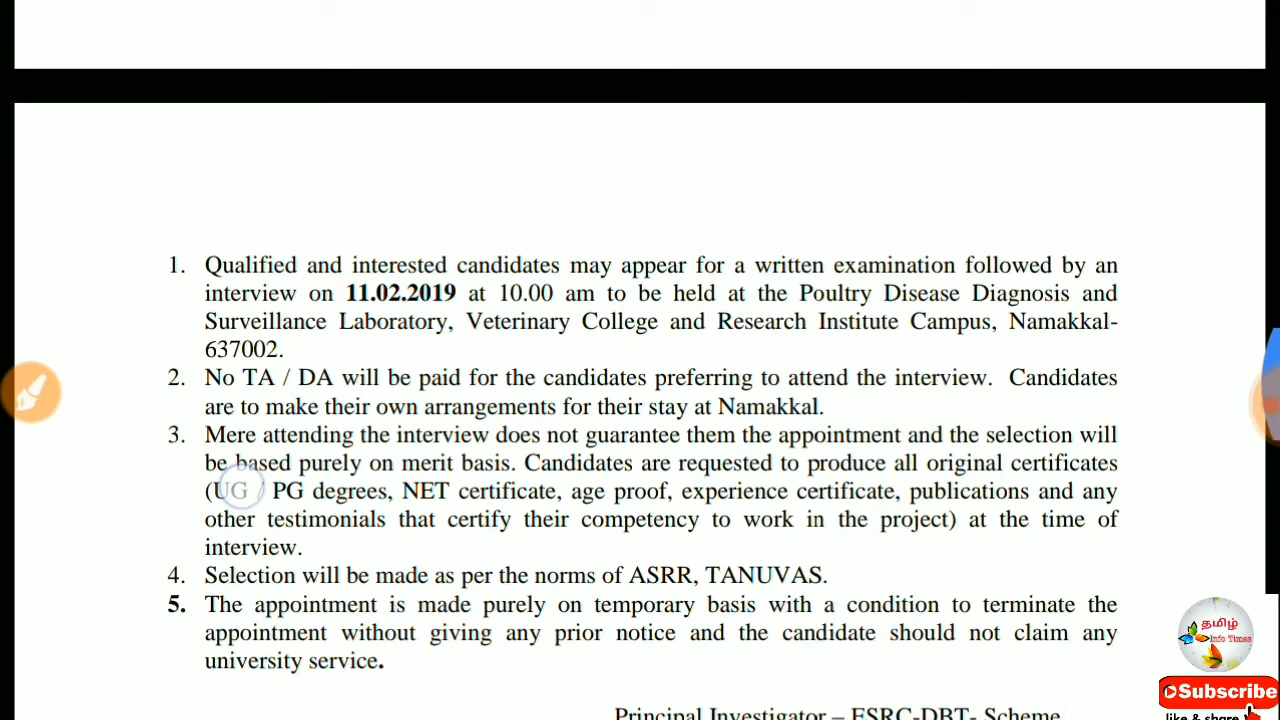 1. Qualified and interested candidates may appear for a written examination followed by an
interview on 11.02.2019 at 10.00 am to be held at the Poultry Disease Diagnosis and
Surveillance Laboratory, Veterinary College and Research Institute Campus, Namakkal-
637002.
2. No TA / DA will be paid for the candidates preferring to attend the interview. Candidates
are to make their own arrangements for their stay at Namakkal.
3. Mere attending the interview does not guarantee them the appointment and the selection will
be based purely on merit basis. Candidates are requested to produce all original certificates
(UG / PG degrees, NET certificate, age proof, experience certificate, publications and any
other testimonials that certify their competency to work in the project) at the time of
interview.
4. Selection will be made as per the norms of ASRR, TANUVAS.
5. The appointment is made purely on temporary basis with a condition to terminate the
appointment without giving any prior notice and the candidate should not claim any
university service.
Principal Investigator – FSRC-DBT- Scheme
தமிழ்
Info Times
Subscribe
like & share